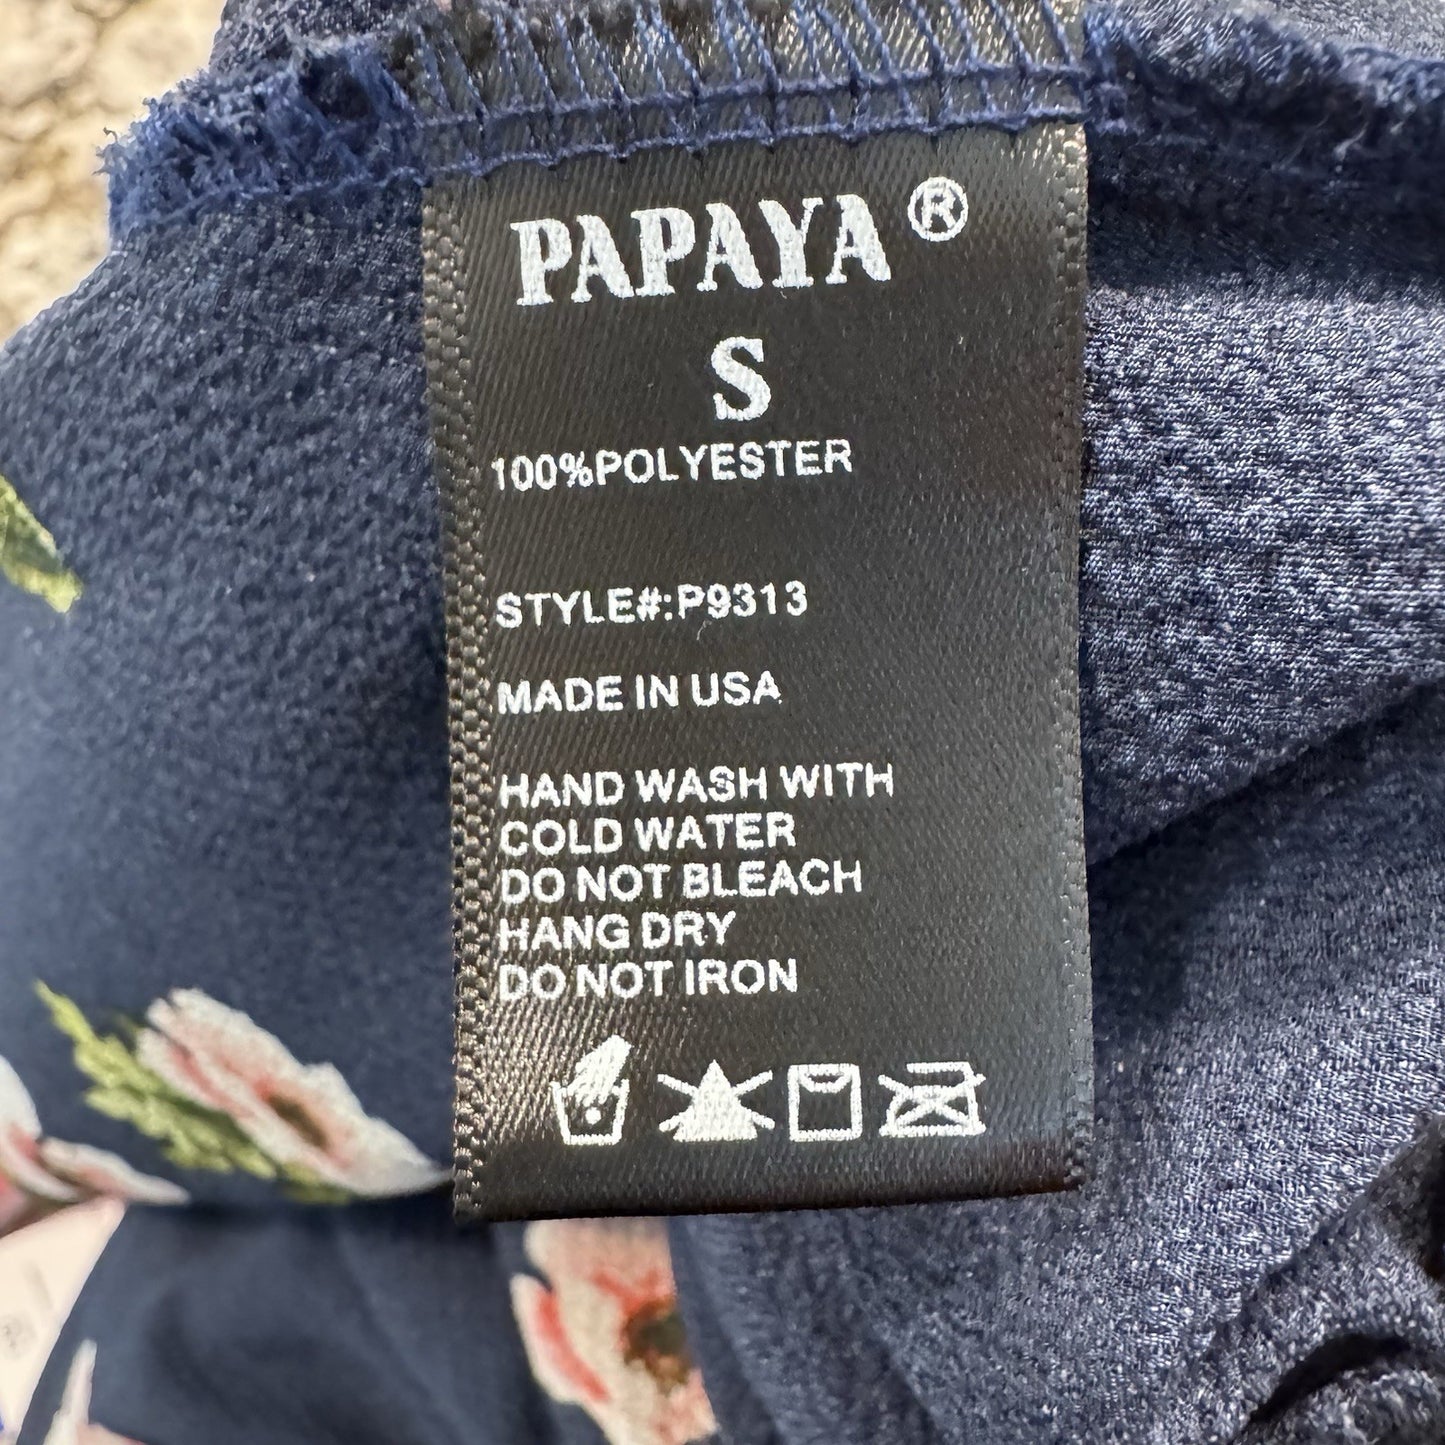 PAPAYA®
S
100%POLYESTER
STYLE#:P9313
MADE IN USA
HAND WASH WITH
COLD WATER
DO NOT BLEACH
HANG DRY
DO NOT IRON